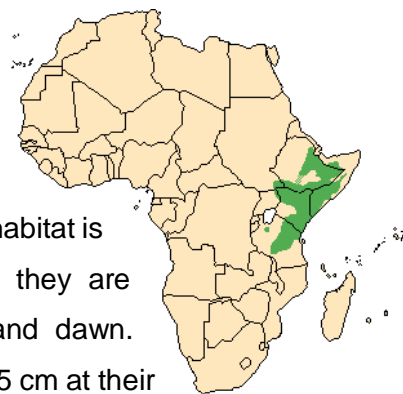 habitat is
they are
and dawn.
5 cm at their